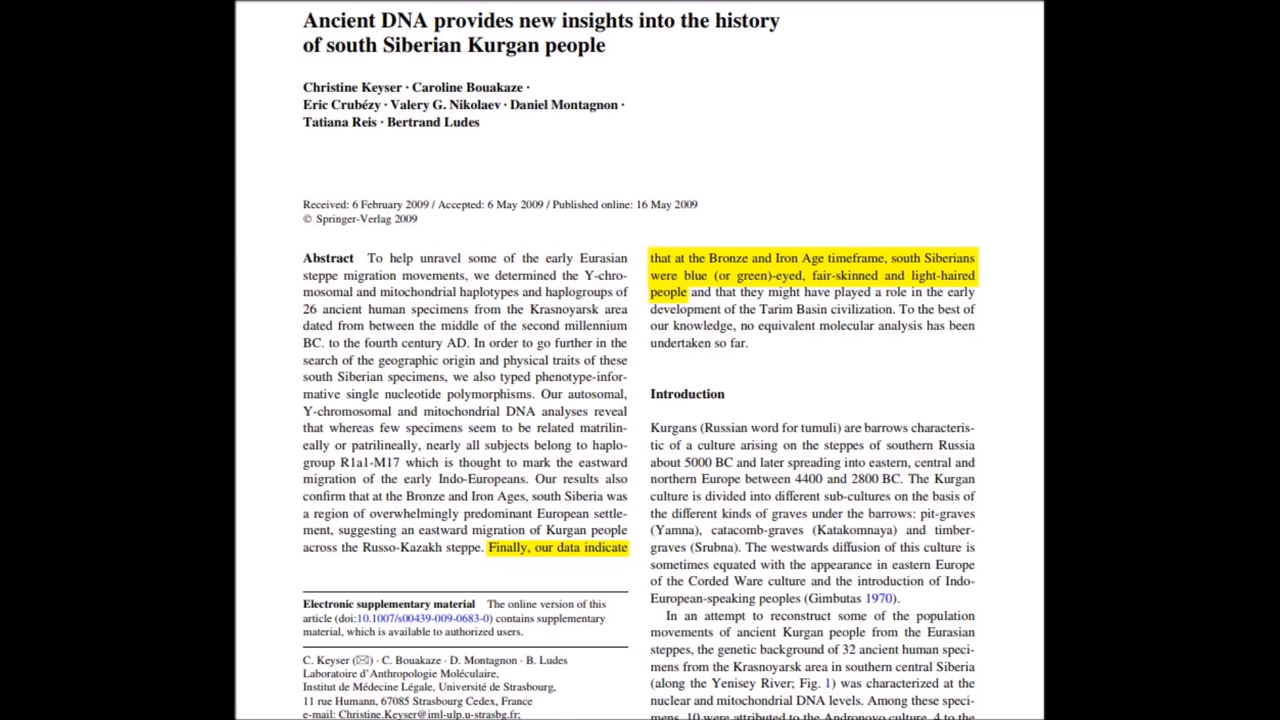 Ancient DNA provides new insights into the history
of south Siberian Kurgan people
Christine Keyser · Caroline Bouakaze ·
Eric Crubézy · Valery G. Nikolaev · Daniel Montagnon ·
Tatiana Reis · Bertrand Ludes
Received: 6 February 2009 / Accepted: 6 May 2009 / Published online: 16 May 2009
© Springer-Verlag 2009
Abstract To help unravel some of the early Eurasian
steppe migration movements, we determined the Y-chro-
mosomal and mitochondrial haplotypes and haplogroups of
26 ancient human specimens from the Krasnoyarsk area
dated from between the middle of the second millennium
BC. to the fourth century AD. In order to go further in the
search of the geographic origin and physical traits of these
south Siberian specimens, we also typed phenotype-infor-
mative single nucleotide polymorphisms. Our autosomal,
Y-chromosomal and mitochondrial DNA analyses reveal
that whereas few specimens seem to be related matrilin-
eally or patrilineally, nearly all subjects belong to haplo-
group R1a1-M17 which is thought to mark the eastward
migration of the early Indo-Europeans. Our results also
confirm that at the Bronze and Iron Ages, south Siberia was
a region of overwhelmingly predominant European settle-
ment, suggesting an eastward migration of Kurgan people
across the Russo-Kazakh steppe. Finally, our data indicate
Electronic supplementary material The online version of this
article (doi:10.1007/s00439-009-0683-0) contains supplementary
material, which is available to authorized users.
C. Keyser (✉) · C. Bouakaze · D. Montagnon · B. Ludes
Laboratoire d'Anthropologie Moléculaire,
Institut de Médecine Légale, Université de Strasbourg,
11 rue Humann, 67085 Strasbourg Cedex, France
e-mail: Christine.Keyser@iml-ulp.u-strasbg.fr;
that at the Bronze and Iron Age timeframe, south Siberians
were blue (or green)-eyed, fair-skinned and light-haired
people and that they might have played a role in the early
development of the Tarim Basin civilization. To the best of
our knowledge, no equivalent molecular analysis has been
undertaken so far.
Introduction
Kurgans (Russian word for tumuli) are barrows characteris-
tic of a culture arising on the steppes of southern Russia
about 5000 BC and later spreading into eastern, central and
northern Europe between 4400 and 2800 BC. The Kurgan
culture is divided into different sub-cultures on the basis of
the different kinds of graves under the barrows: pit-graves
(Yamna), catacomb-graves (Katakomnaya) and timber-
graves (Srubna). The westwards diffusion of this culture is
sometimes equated with the appearance in eastern Europe
of the Corded Ware culture and the introduction of Indo-
European-speaking peoples (Gimbutas 1970).
In an attempt to reconstruct some of the population
movements of ancient Kurgan people from the Eurasian
steppes, the genetic background of 32 ancient human speci-
mens from the Krasnoyarsk area in southern central Siberia
(along the Yenisey River; Fig. 1) was characterized at the
nuclear and mitochondrial DNA levels. Among these speci-
mens, 10 were attributed to the Andronovo culture, 4 to the